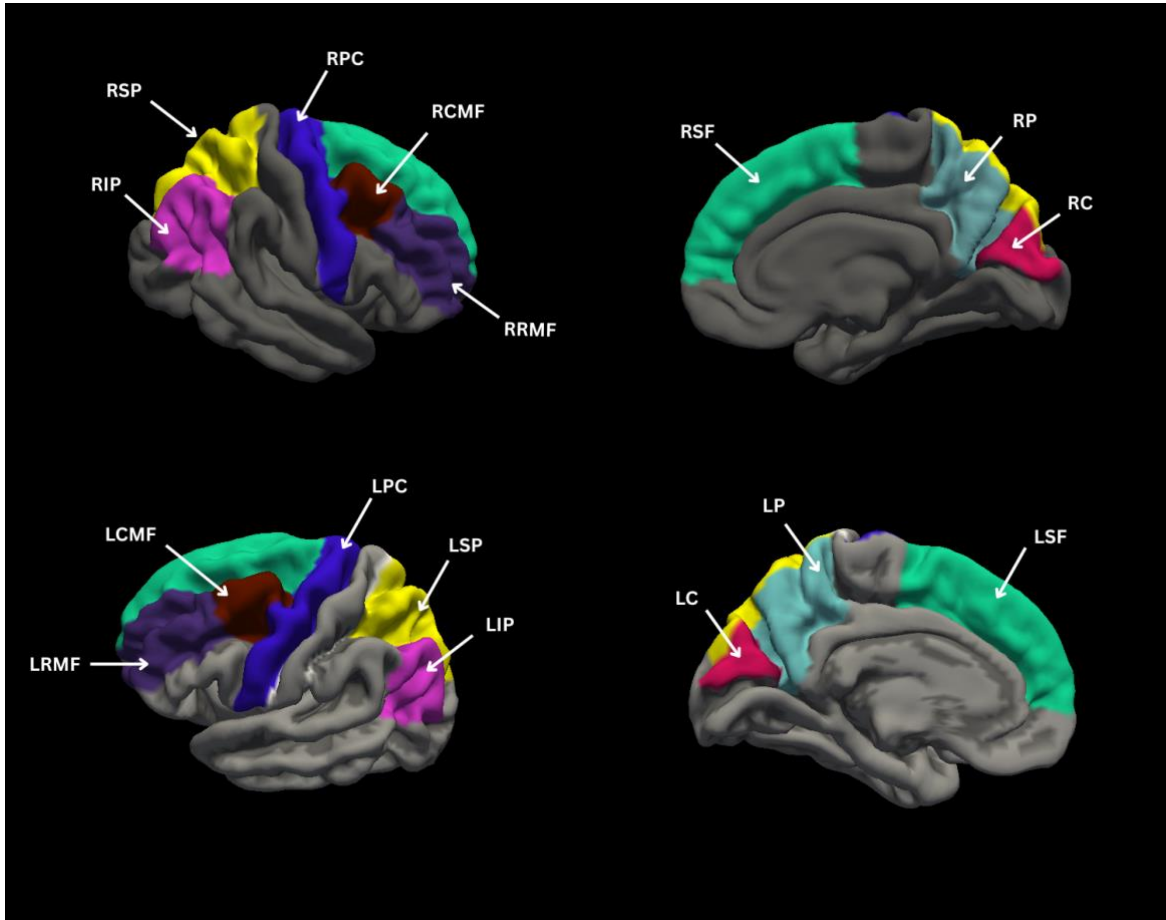 RPC
RSP
RCMF
RIP
RRMF
RSF
RP
RC
LPC
LCMF
LSP
LIP
LRMF
LP
LSF
LC